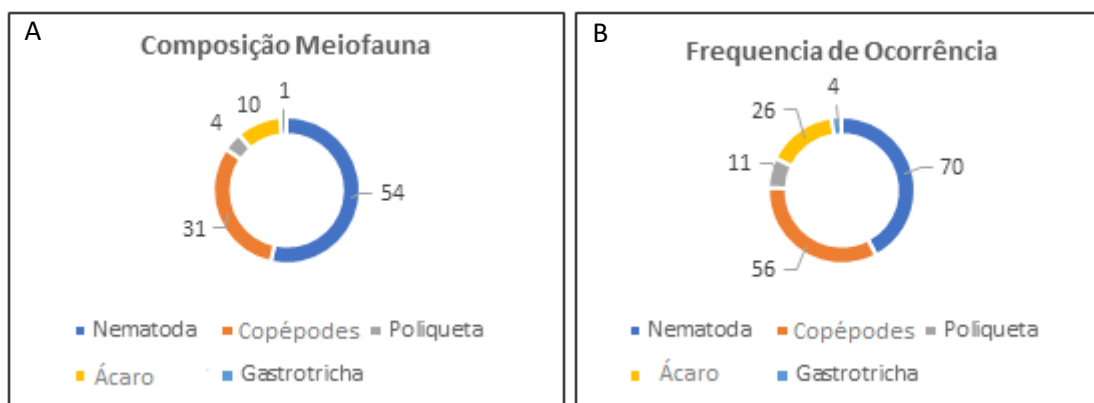 A
Composição Meiofauna
1
10
4
54
31
Nematoda Copépodes Poliqueta
Ácaro Gastrotricha
B
Frequencia de Ocorrência
4
26
11
70
56
Nematoda Copépodes Poliqueta
Ácaro Gastrotricha